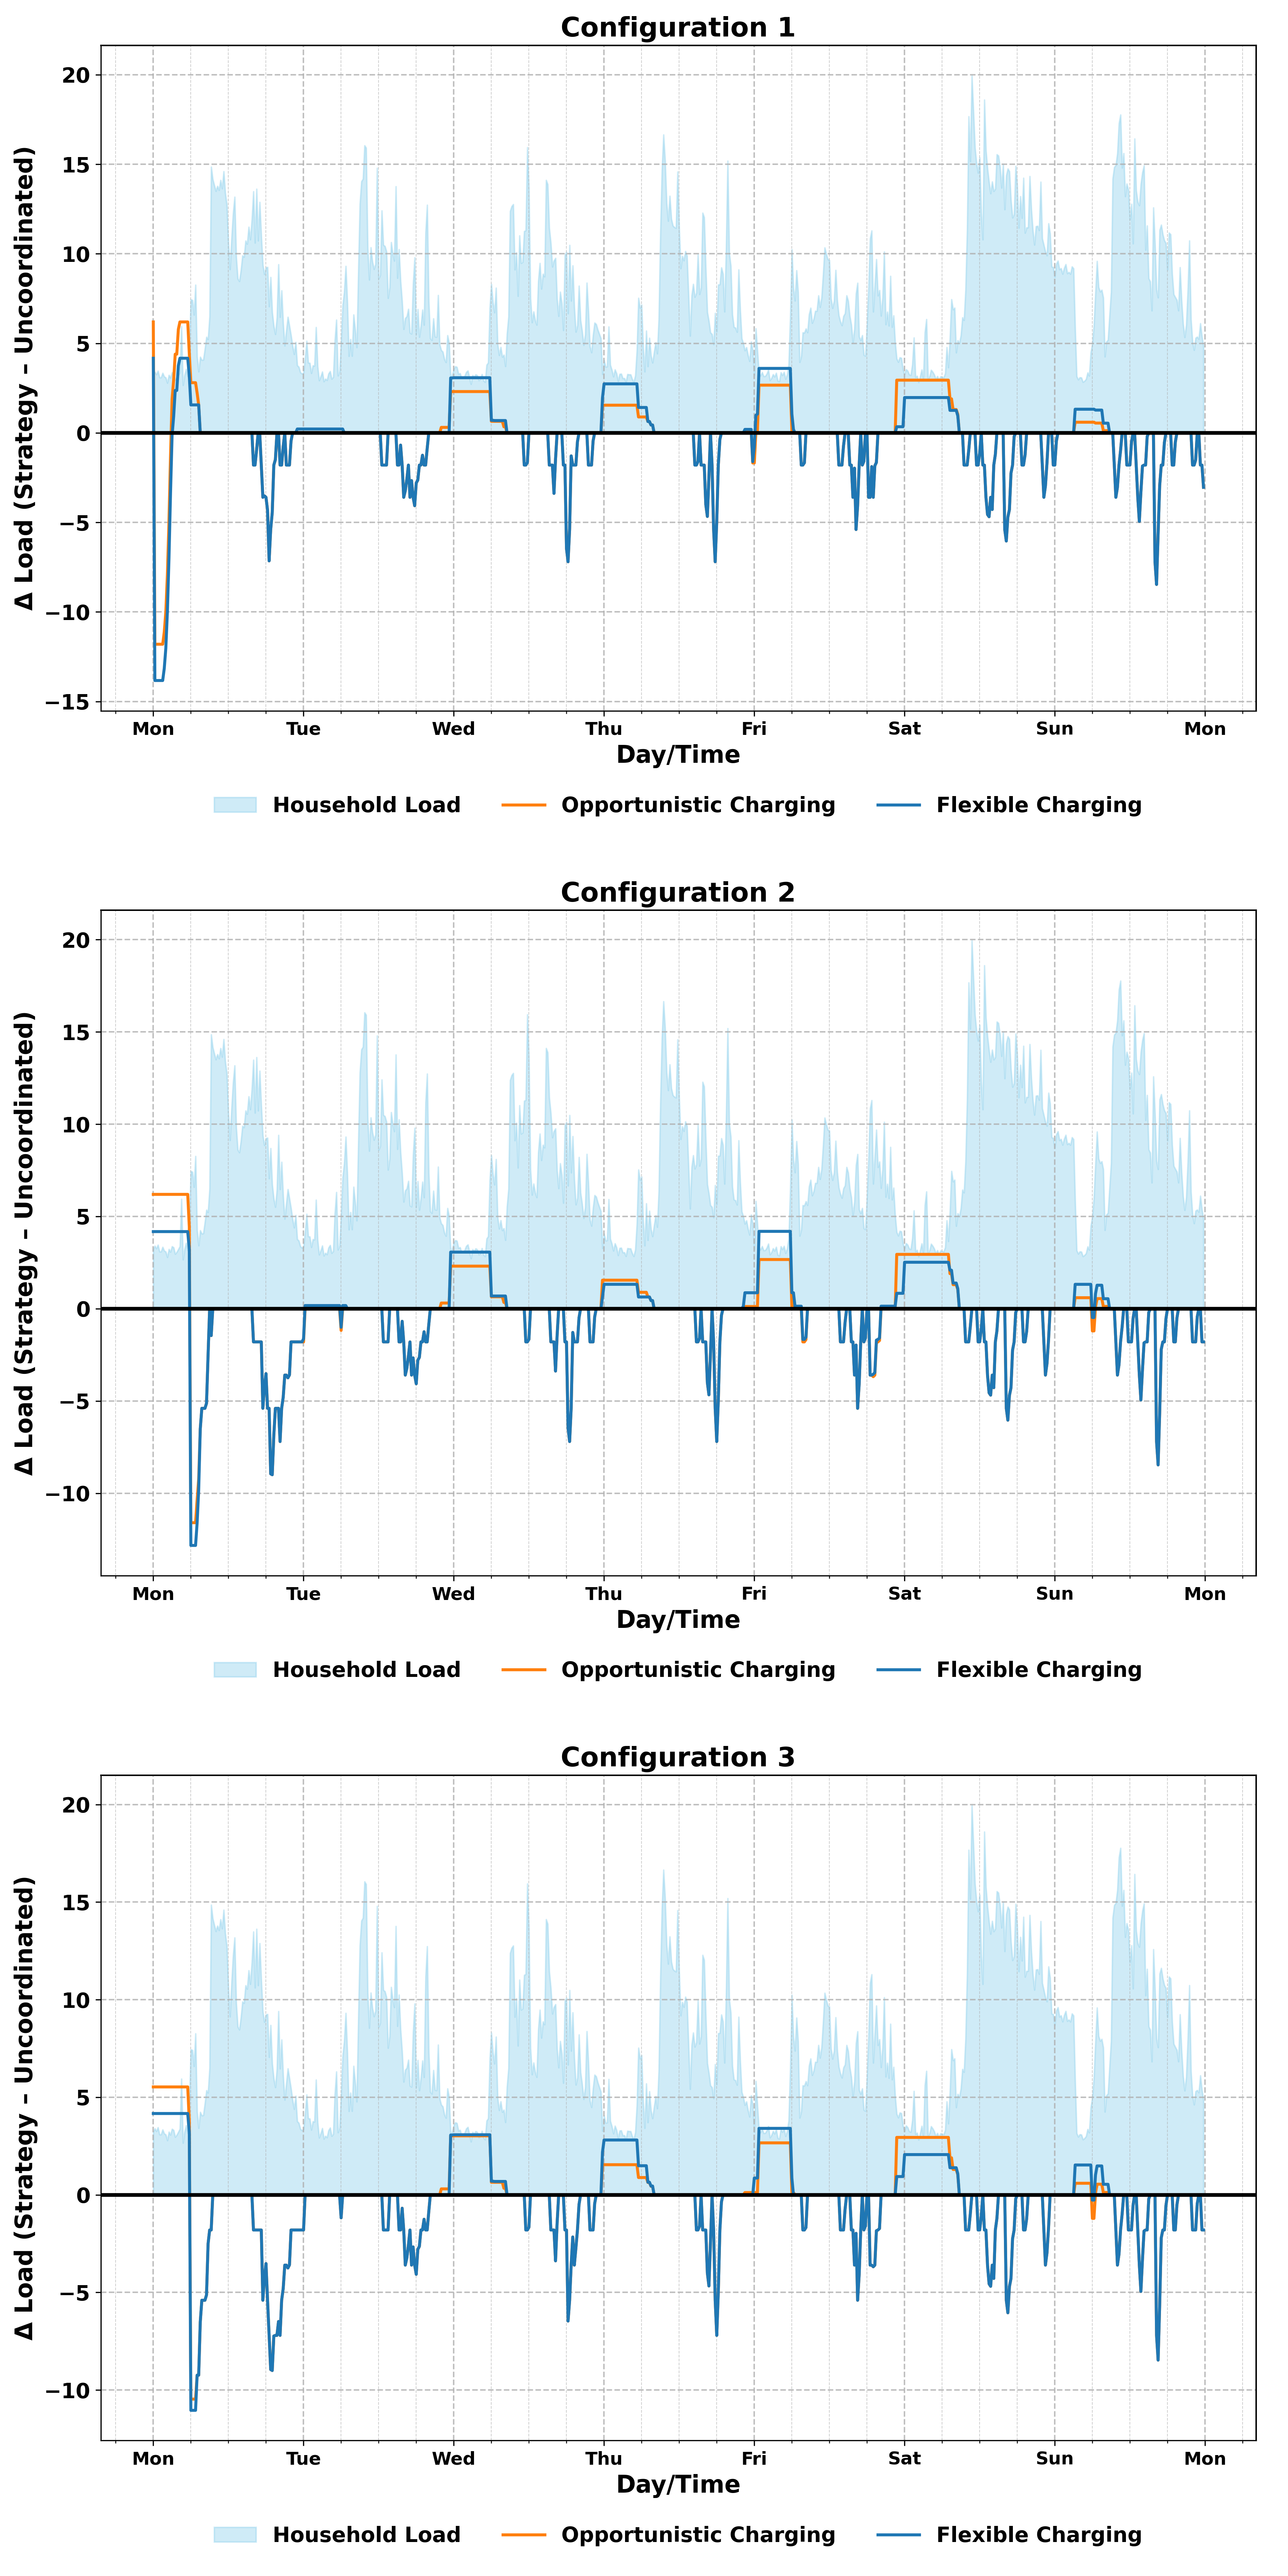 Configuration 1
Δ Load (Strategy – Uncoordinated)
20
15
10
5
0
−5
−10
−15
Mon Tue Wed Thu Fri Sat Sun Mon
Day/Time
Household Load Opportunistic Charging Flexible Charging
Configuration 2
Δ Load (Strategy – Uncoordinated)
20
15
10
5
0
−5
−10
Mon Tue Wed Thu Fri Sat Sun Mon
Day/Time
Household Load Opportunistic Charging Flexible Charging
Configuration 3
Δ Load (Strategy – Uncoordinated)
20
15
10
5
0
−5
−10
Mon Tue Wed Thu Fri Sat Sun Mon
Day/Time
Household Load Opportunistic Charging Flexible Charging